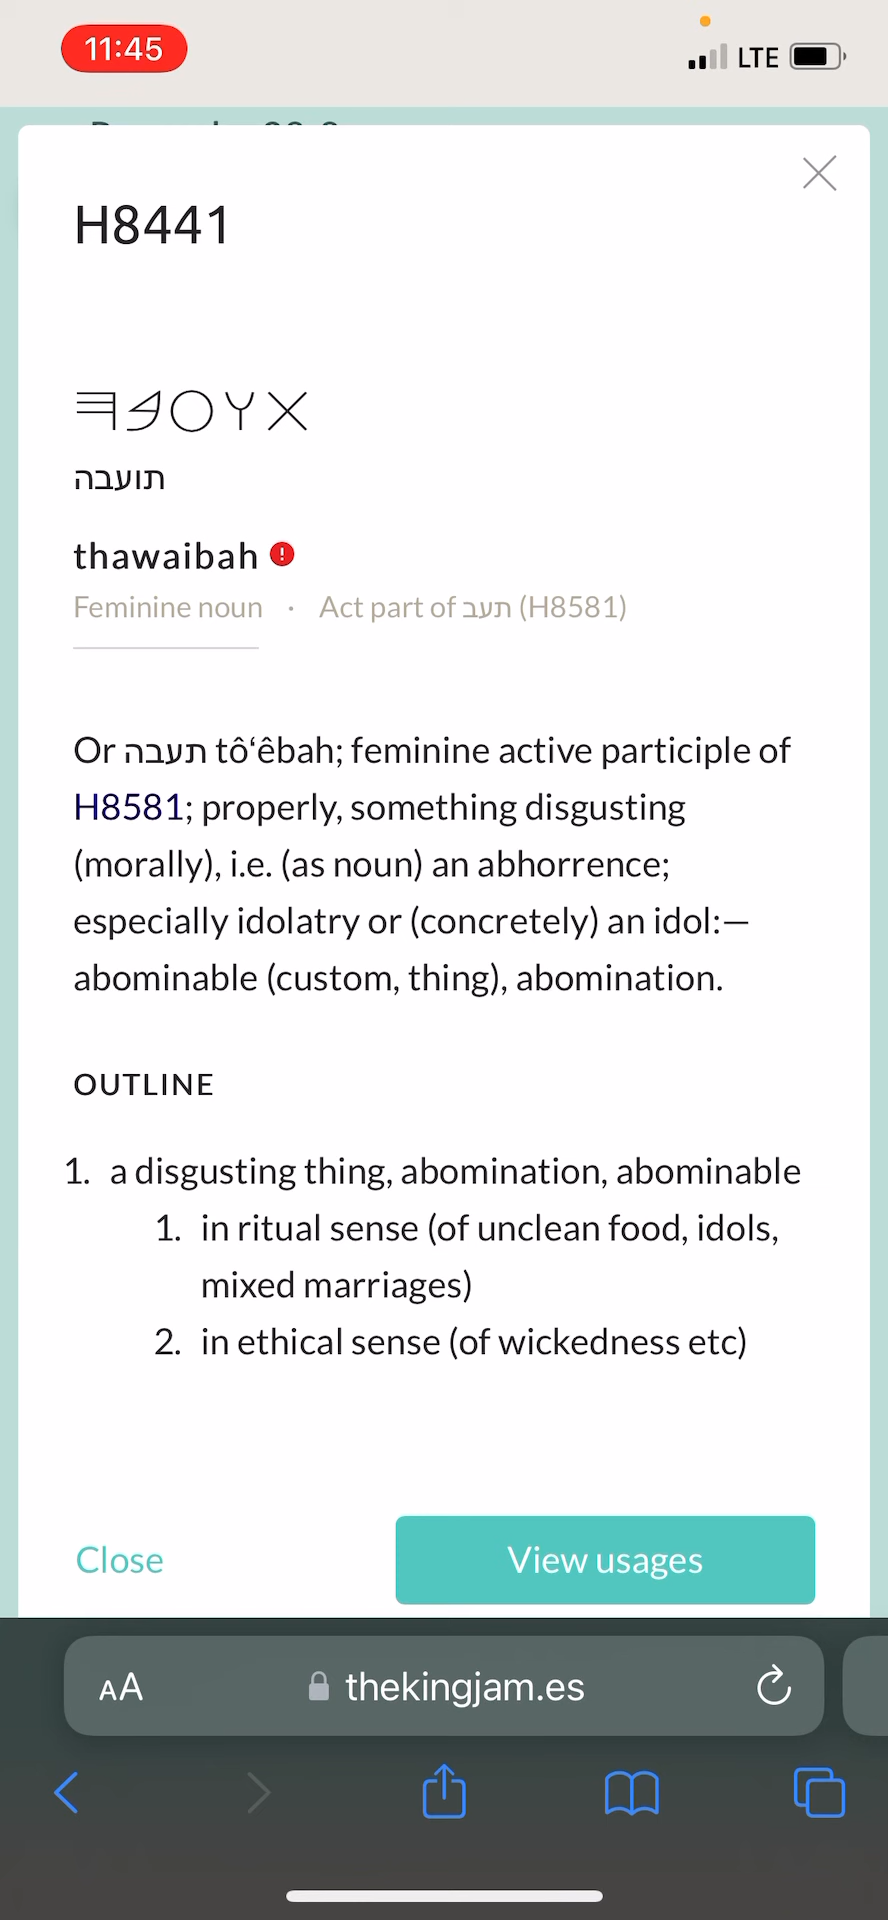 11:45
LTE
H8441
𐤄𐤁𐤏𐤅𐤕
תועבה
thawaibah
Feminine noun · Act part of תעב (H8581)
Or תעבה tô‘êbah; feminine active participle of
H8581; properly, something disgusting
(morally), i.e. (as noun) an abhorrence;
especially idolatry or (concretely) an idol:—
abominable (custom, thing), abomination.
OUTLINE
1. a disgusting thing, abomination, abominable
1. in ritual sense (of unclean food, idols,
mixed marriages)
2. in ethical sense (of wickedness etc)
Close
View usages
AA
thekingjam.es